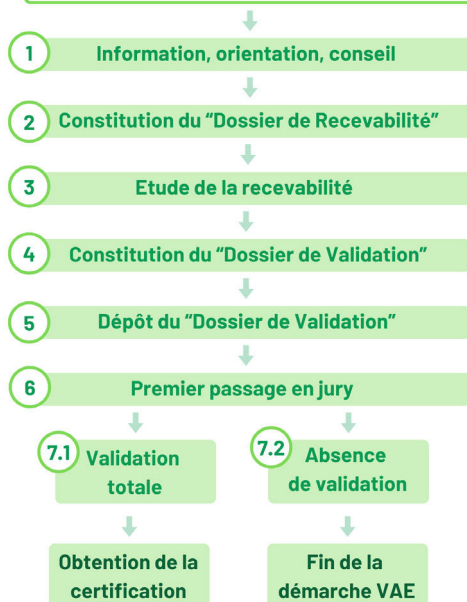 1
Information, orientation, conseil
2
Constitution du “Dossier de Recevabilité”
3
Etude de la recevabilité
4
Constitution du “Dossier de Validation”
5
Dépôt du “Dossier de Validation”
6
Premier passage en jury
7.1
Validation
totale
7.2
Absence
de validation
Obtention de la
certification
Fin de la
démarche VAE